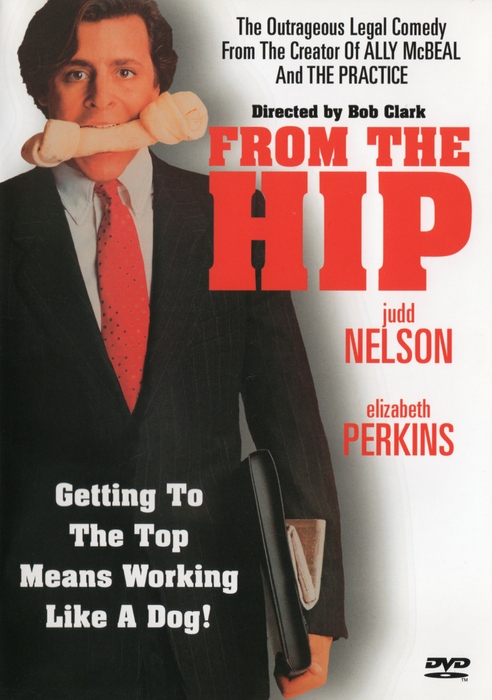 The Outrageous Legal Comedy
From The Creator Of ALLY McBEAL
And THE PRACTICE
Directed by Bob Clark
FROM THE
HIP
judd
NELSON
elizabeth
PERKINS
Getting To
The Top
Means Working
Like A Dog!
DVD
TM